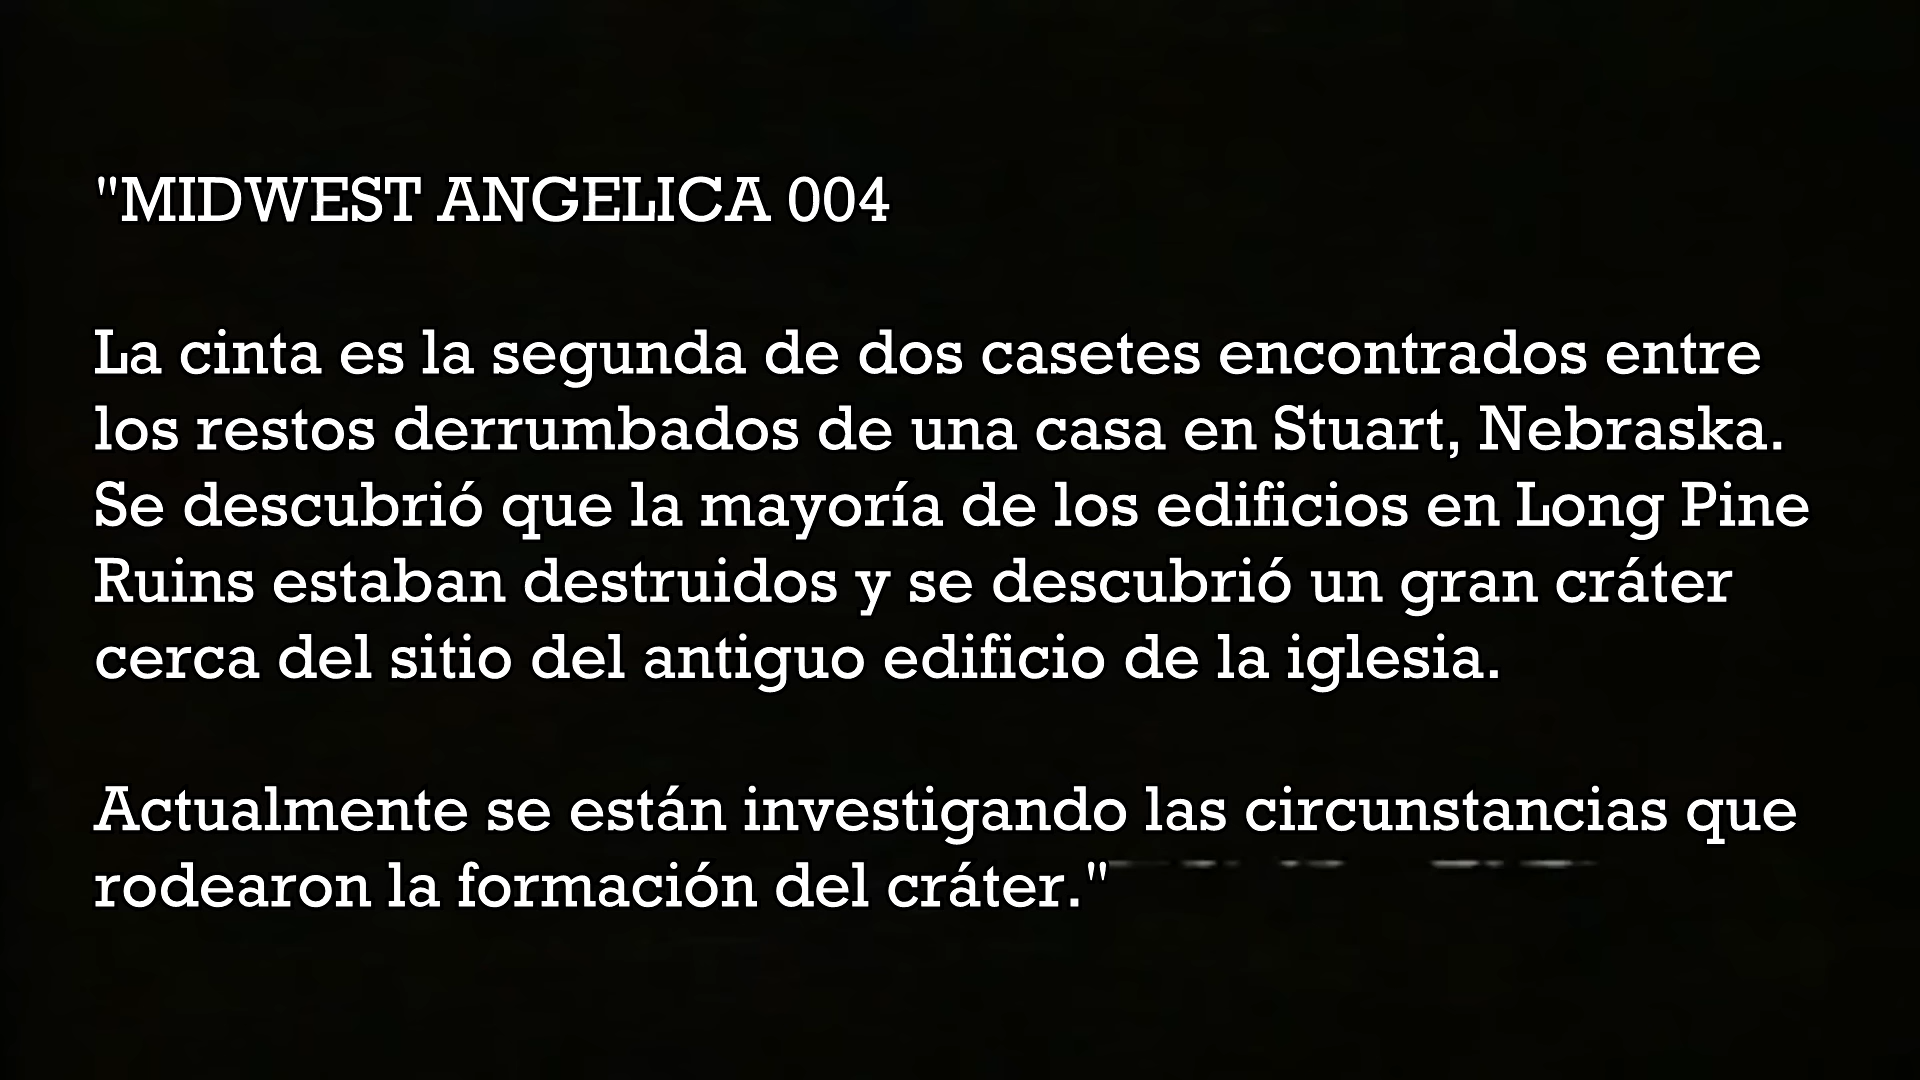 "MIDWEST ANGELICA 004
La cinta es la segunda de dos casetes encontrados entre
los restos derrumbados de una casa en Stuart, Nebraska.
Se descubrió que la mayoría de los edificios en Long Pine
Ruins estaban destruidos y se descubrió un gran cráter
cerca del sitio del antiguo edificio de la iglesia.
Actualmente se están investigando las circunstancias que
rodearon la formación del cráter."